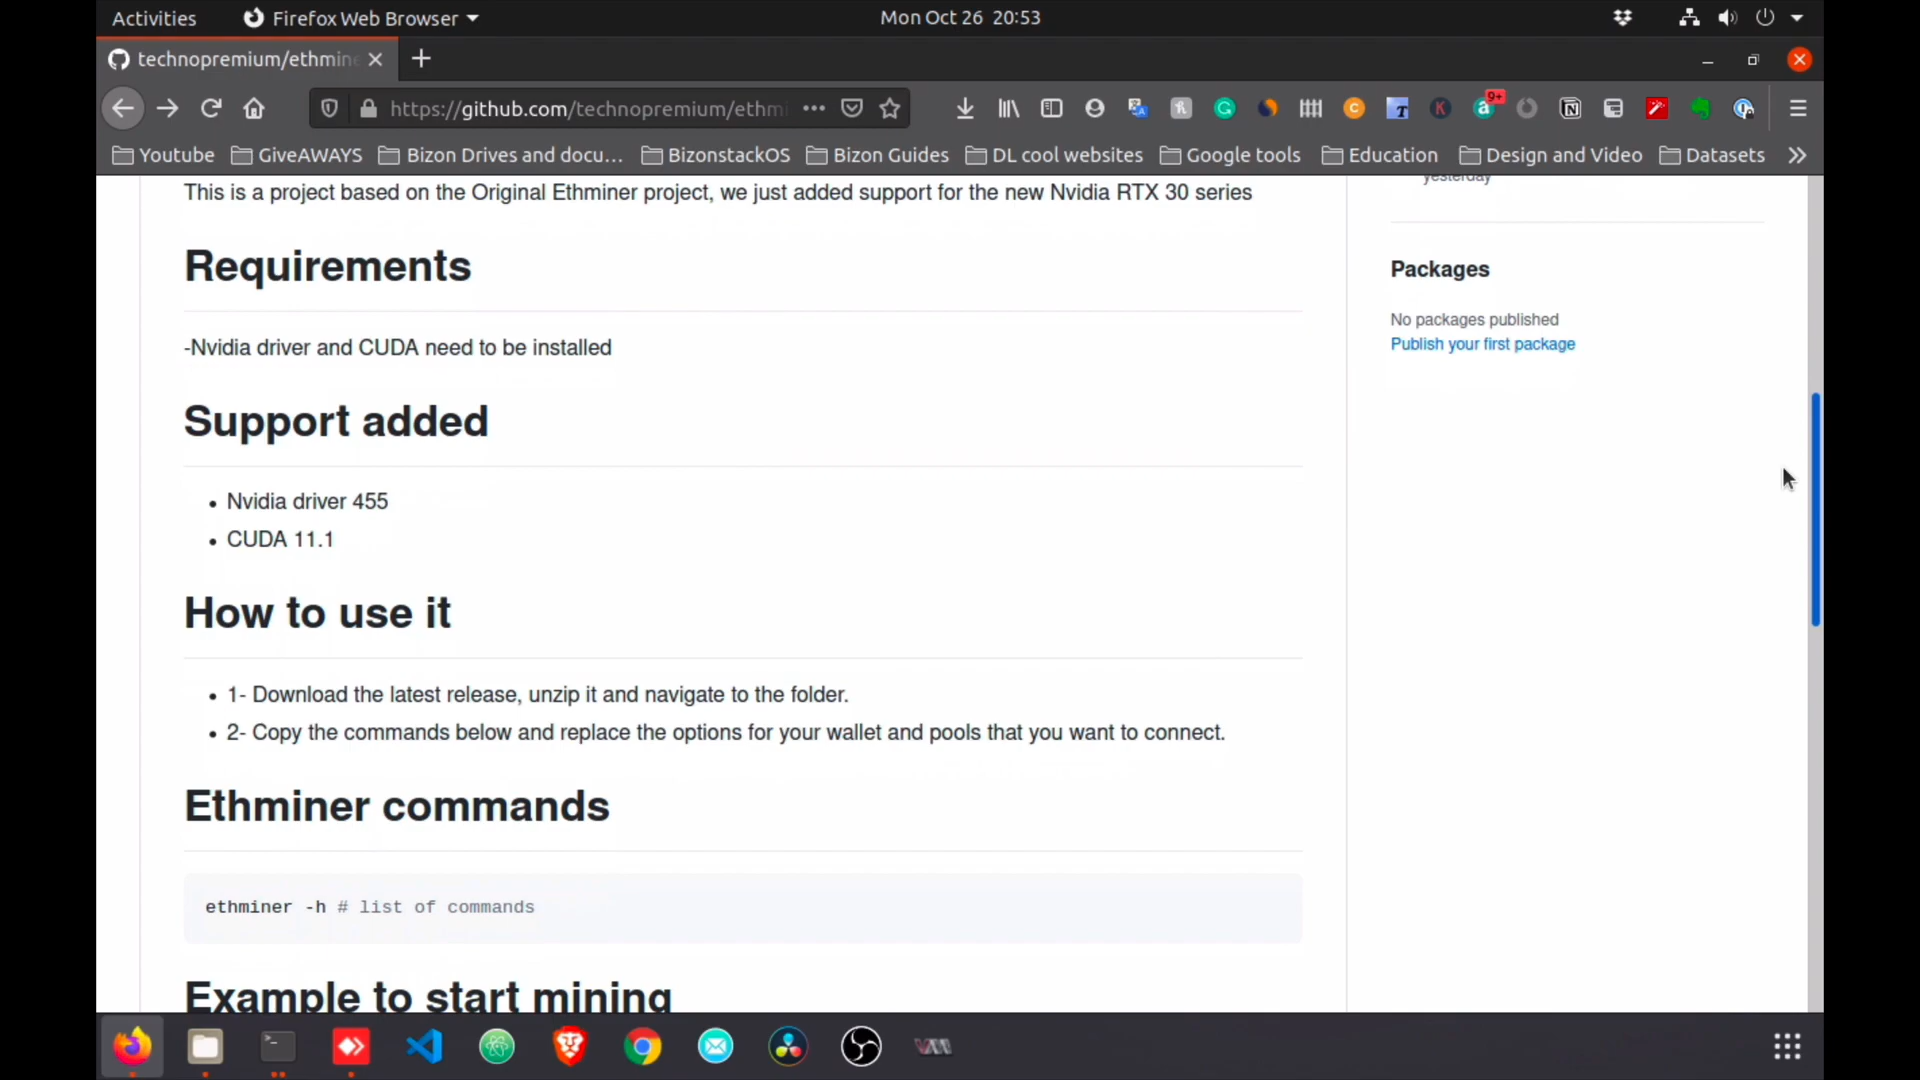 Activities
Firefox Web Browser
Mon Oct 26 20:53
technopremium/ethmine
https://github.com/technopremium/ethmi
9+
Youtube
GiveAWAYS
Bizon Drives and docu...
BizonstackOS
Bizon Guides
DL cool websites
Google tools
Education
Design and Video
Datasets
This is a project based on the Original Ethminer project, we just added support for the new Nvidia RTX 30 series
yesterday
Requirements
-Nvidia driver and CUDA need to be installed
Packages
No packages published
Publish your first package
Support added
• Nvidia driver 455
• CUDA 11.1
How to use it
• 1- Download the latest release, unzip it and navigate to the folder.
• 2- Copy the commands below and replace the options for your wallet and pools that you want to connect.
Ethminer commands
ethminer -h # list of commands
Example to start mining